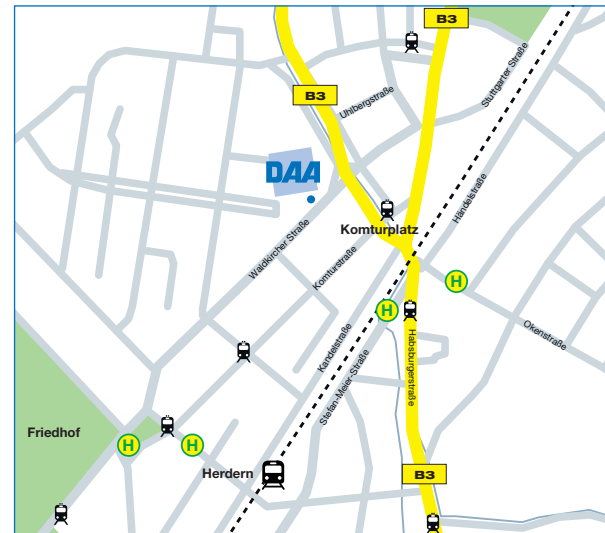 B3
Stuttgarter Straße
B3
Uhlbergstraße
DAA
Händelstraße
Komturplatz
Waldkircher Straße
Komturstraße
H
H
Okenstraße
Kandelstraße
Habsburgerstraße
Stefan-Meier-Straße
Friedhof
H
H
Herdern
B3